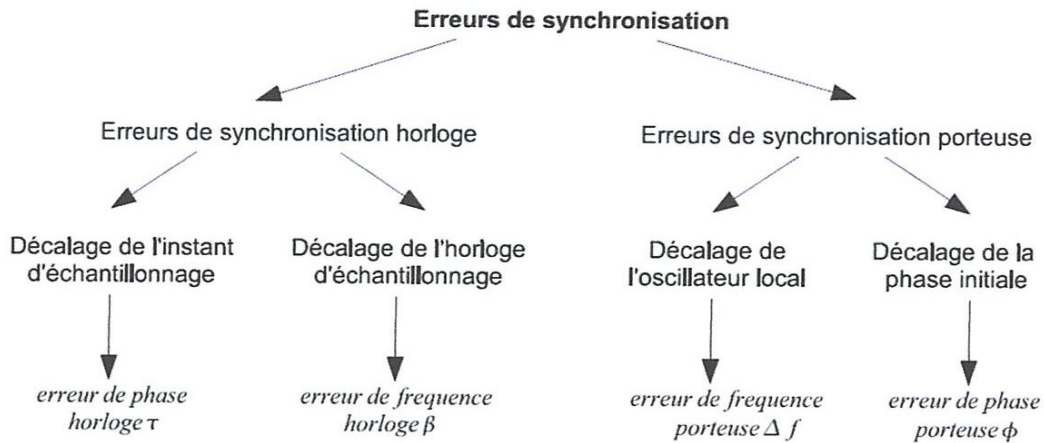 Erreurs de synchronisation
Erreurs de synchronisation horloge
Erreurs de synchronisation porteuse
Décalage de l'instant
d'échantillonnage
Décalage de l'horloge
d'échantillonnage
Décalage de
l'oscillateur local
Décalage de la
phase initiale
erreur de phase
horloge τ
erreur de frequence
horloge β
erreur de frequence
porteuse Δ f
erreur de phase
porteuse ϕ